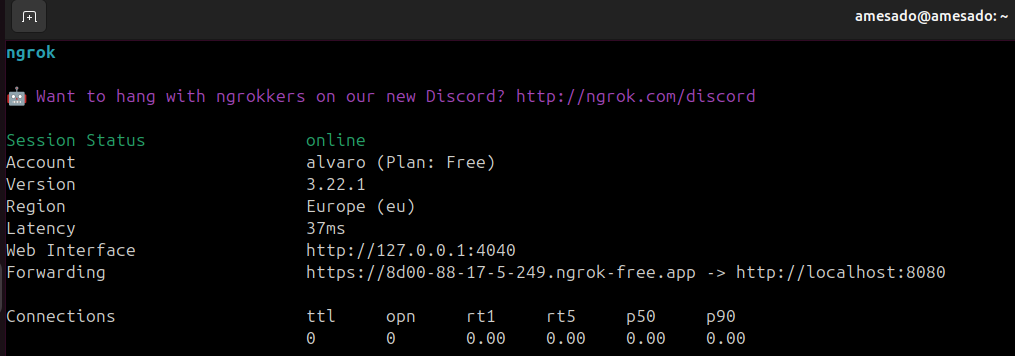 amesado@amesado: ~
ngrok
🤖 Want to hang with ngrokkers on our new Discord? http://ngrok.com/discord
Session Status online
Account alvaro (Plan: Free)
Version 3.22.1
Region Europe (eu)
Latency 37ms
Web Interface http://127.0.0.1:4040
Forwarding https://8d00-88-17-5-249.ngrok-free.app -> http://localhost:8080
Connections ttl opn rt1 rt5 p50 p90
0 0 0.00 0.00 0.00 0.00